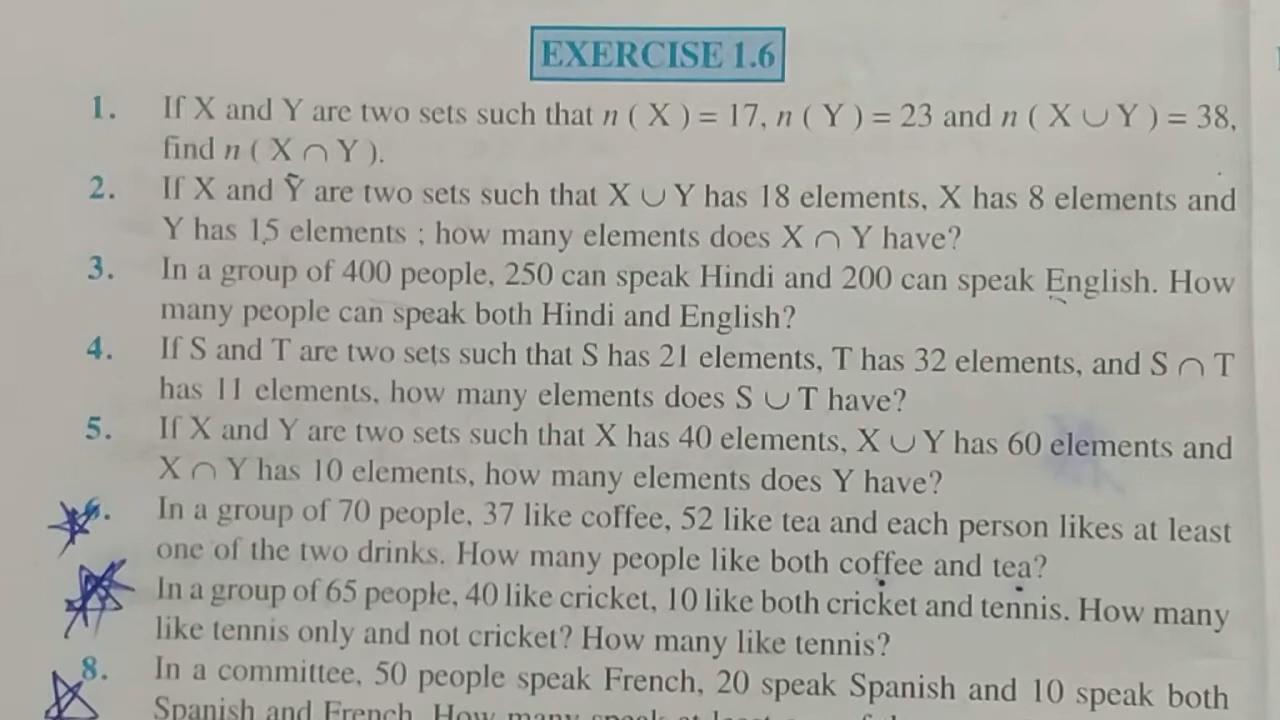 EXERCISE 1.6
1. If X and Y are two sets such that n ( X ) = 17, n ( Y ) = 23 and n ( X ∪ Y ) = 38,
find n ( X ∩ Y ).
2. If X and Y are two sets such that X ∪ Y has 18 elements, X has 8 elements and
Y has 15 elements ; how many elements does X ∩ Y have?
3. In a group of 400 people, 250 can speak Hindi and 200 can speak English. How
many people can speak both Hindi and English?
4. If S and T are two sets such that S has 21 elements, T has 32 elements, and S ∩ T
has 11 elements, how many elements does S ∪ T have?
5. If X and Y are two sets such that X has 40 elements, X ∪ Y has 60 elements and
X ∩ Y has 10 elements, how many elements does Y have?
6. In a group of 70 people, 37 like coffee, 52 like tea and each person likes at least
one of the two drinks. How many people like both coffee and tea?
In a group of 65 people, 40 like cricket, 10 like both cricket and tennis. How many
like tennis only and not cricket? How many like tennis?
8. In a committee, 50 people speak French, 20 speak Spanish and 10 speak both
Spanish and French. How many speak at least